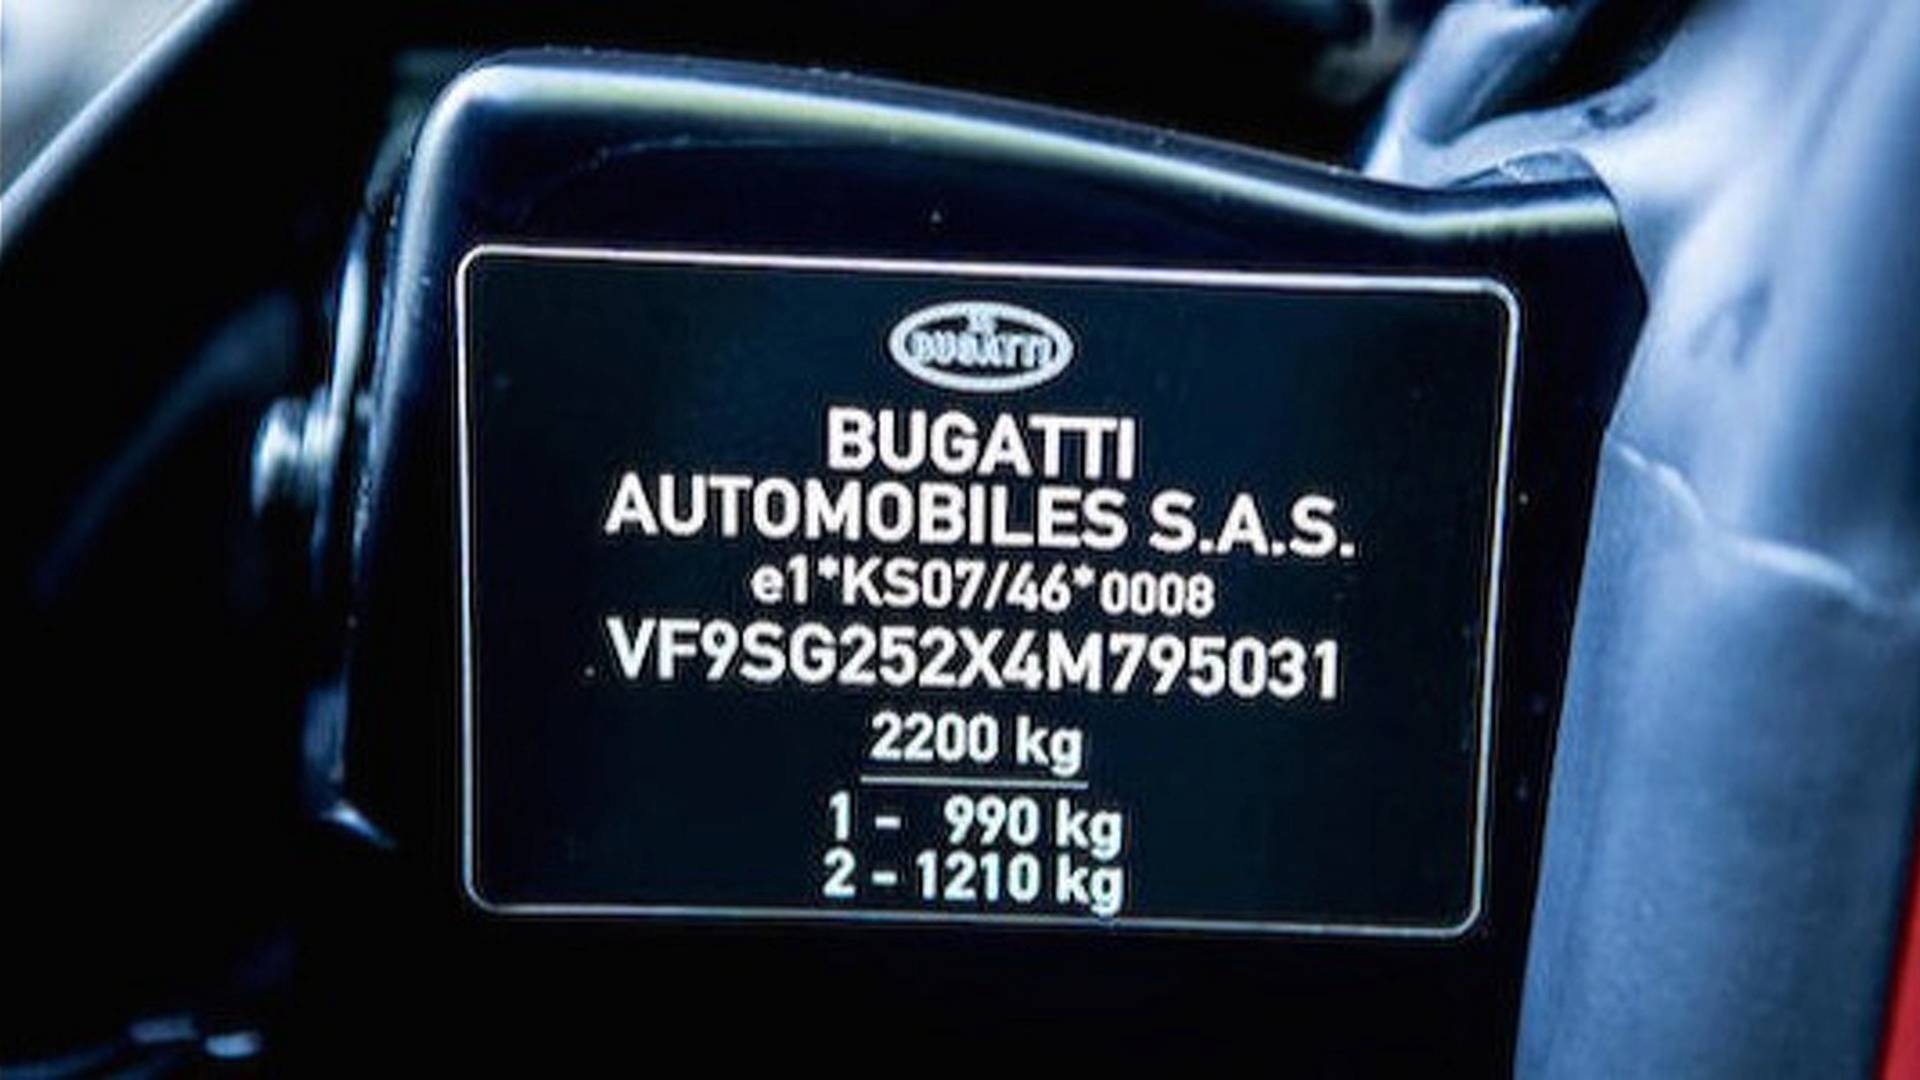 BUGATTI
BUGATTI
AUTOMOBILES S.A.S.
e1*KS07/46*0008
VF9SG252X4M795031
2200 kg
1 - 990 kg
2 - 1210 kg